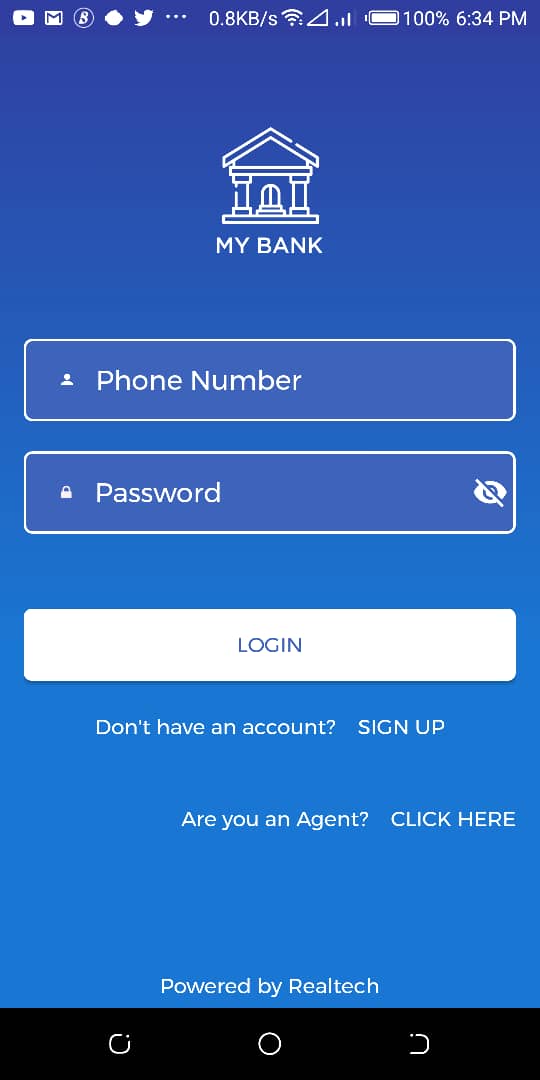 0.8KB/s 100% 6:34 PM
MY BANK
Phone Number
Password
LOGIN
Don't have an account? SIGN UP
Are you an Agent? CLICK HERE
Powered by Realtech